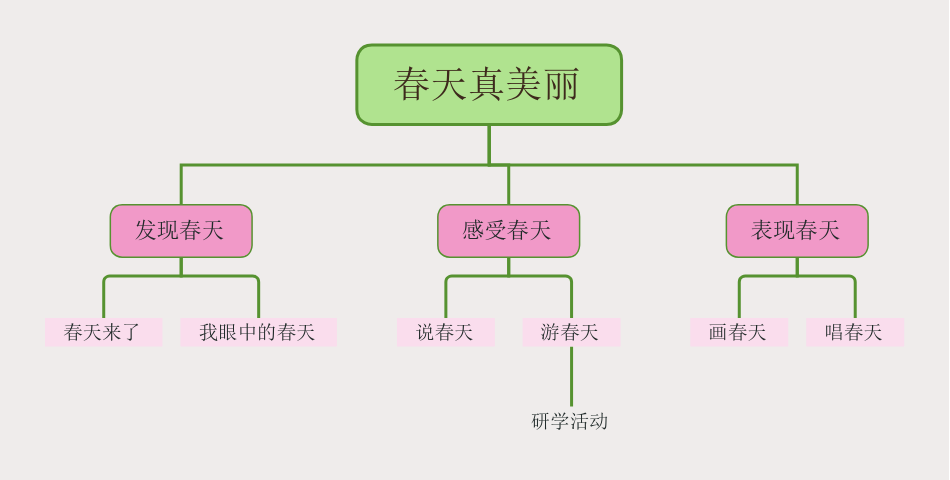 春天真美丽
发现春天
感受春天
表现春天
春天来了
我眼中的春天
说春天
游春天
画春天
唱春天
研学活动